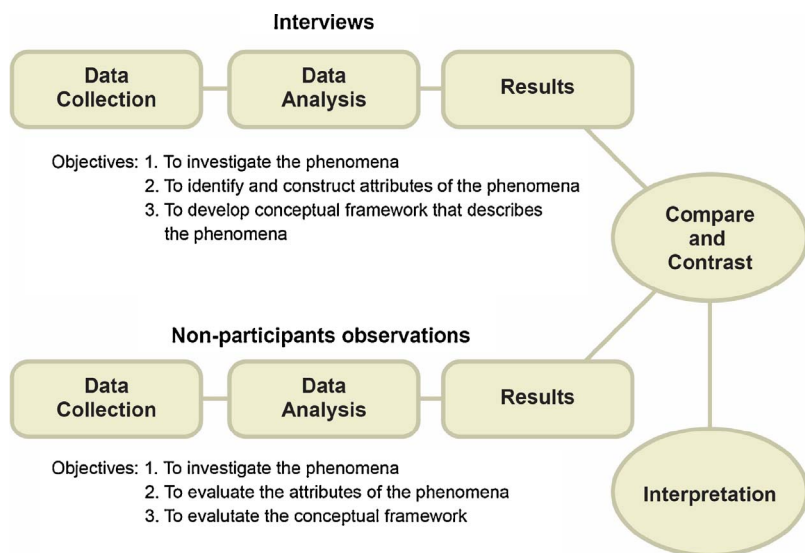 Interviews
Data
Collection
Data
Analysis
Results
Objectives: 1. To investigate the phenomena
2. To identify and construct attributes of the phenomena
3. To develop conceptual framework that describes
the phenomena
Compare
and
Contrast
Non-participants observations
Data
Collection
Data
Analysis
Results
Objectives: 1. To investigate the phenomena
2. To evaluate the attributes of the phenomena
3. To evalutate the conceptual framework
Interpretation